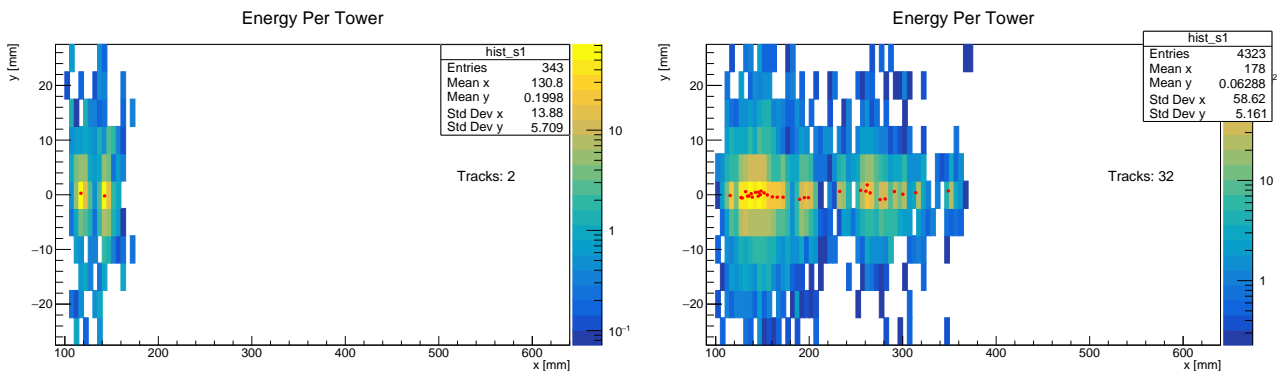 Energy Per Tower
y [mm]
hist_s1
Entries 343
Mean x 130.8
Mean y 0.1998
Std Dev x 13.88
Std Dev y 5.709
Tracks: 2
20
10
0
−10
−20
100 200 300 400 500 600
x [mm]
10
1
10⁻¹
Energy Per Tower
y [mm]
hist_s1
Entries 4323
Mean x 178
Mean y 0.06288
Std Dev x 58.62
Std Dev y 5.161
Tracks: 32
20
10
0
−10
−20
100 200 300 400 500 600
x [mm]
2
10
1